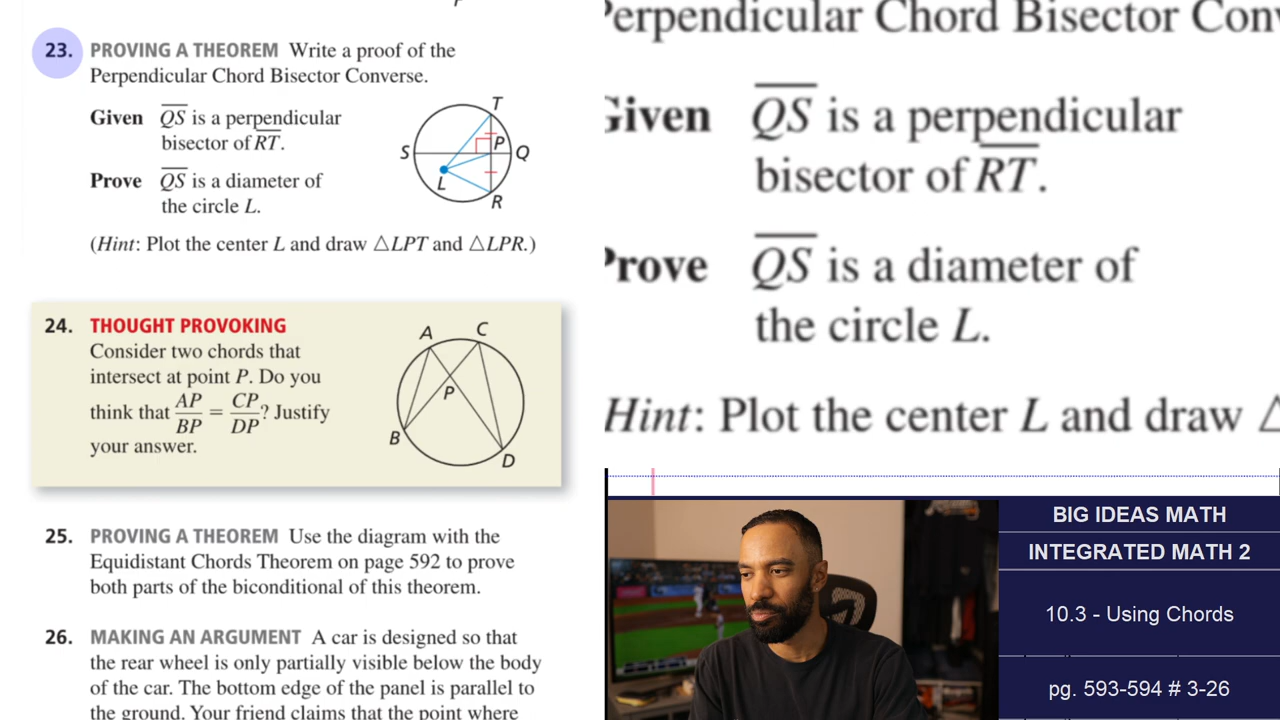 23. PROVING A THEOREM Write a proof of the
Perpendicular Chord Bisector Converse.
Given QS is a perpendicular
bisector of RT.
Prove QS is a diameter of
the circle L.
(Hint: Plot the center L and draw △LPT and △LPR.)
T
P
S
Q
L
R
24. THOUGHT PROVOKING
Consider two chords that
intersect at point P. Do you
think that AP/BP = CP/DP? Justify
your answer.
A
C
P
B
D
25. PROVING A THEOREM Use the diagram with the
Equidistant Chords Theorem on page 592 to prove
both parts of the biconditional of this theorem.
26. MAKING AN ARGUMENT A car is designed so that
the rear wheel is only partially visible below the body
of the car. The bottom edge of the panel is parallel to
the ground. Your friend claims that the point where
Perpendicular Chord Bisector Con
Given QS is a perpendicular
bisector of RT.
Prove QS is a diameter of
the circle L.
Hint: Plot the center L and draw △
BIG IDEAS MATH
INTEGRATED MATH 2
10.3 - Using Chords
pg. 593-594 # 3-26